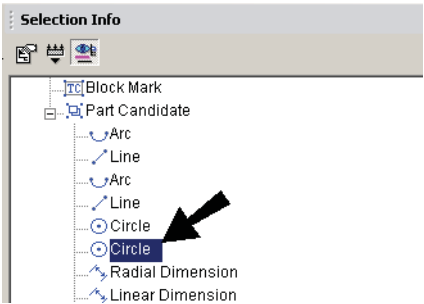 Selection Info
TC Block Mark
Part Candidate
Arc
Line
Arc
Line
Circle
Circle
Radial Dimension
Linear Dimension